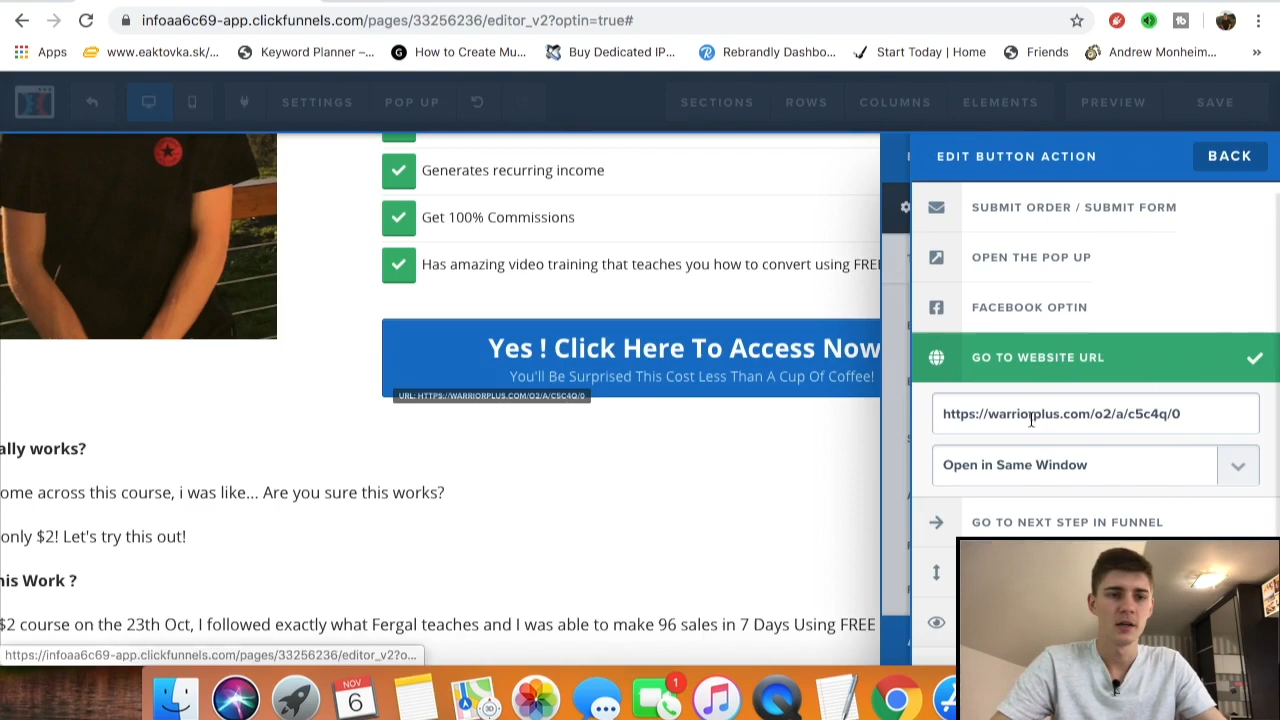 infoaa6c69-app.clickfunnels.com/pages/33256236/editor_v2?optin=true#
Apps
www.eaktovka.sk/...
Keyword Planner –...
How to Create Mu...
Buy Dedicated IP...
Rebrandly Dashbo...
Start Today | Home
Friends
Andrew Monheim...
»
SETTINGS
POP UP
SECTIONS
ROWS
COLUMNS
ELEMENTS
PREVIEW
SAVE
EDIT BUTTON ACTION
BACK
Generates recurring income
SUBMIT ORDER / SUBMIT FORM
Get 100% Commissions
OPEN THE POP UP
Has amazing video training that teaches you how to convert using FREE
FACEBOOK OPTIN
Yes ! Click Here To Access Now
You'll Be Surprised This Cost Less Than A Cup Of Coffee!
URL: HTTPS://WARRIORPLUS.COM/O2/A/C5C4Q/0
GO TO WEBSITE URL
https://warriorplus.com/o2/a/c5c4q/0
Open in Same Window
GO TO NEXT STEP IN FUNNEL
ally works?
ome across this course, i was like... Are you sure this works?
only $2! Let's try this out!
his Work ?
$2 course on the 23th Oct, I followed exactly what Fergal teaches and I was able to make 96 sales in 7 Days Using FREE
https://infoaa6c69-app.clickfunnels.com/pages/33256236/editor_v2?o...
NOV
6
1